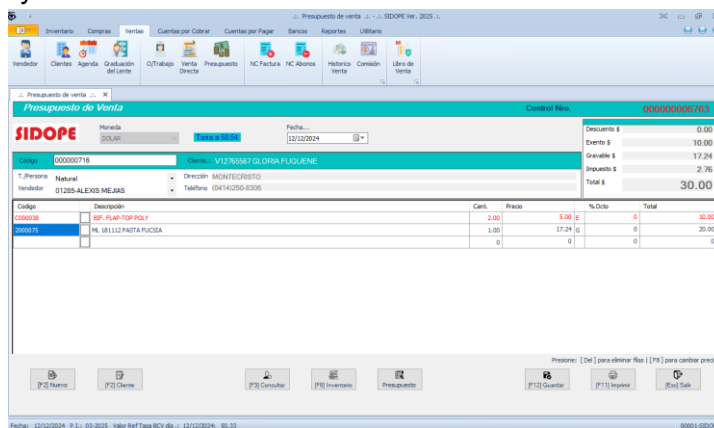 .:. Presupuesto de venta .:. - .:. SIDOPE Ver. 2025 .:.
Inventario Compras Ventas Cuentas por Cobrar Cuentas por Pagar Bancos Reportes Utilitario
Vendedor Clientes Agenda Graduación del Lente O/Trabajo Venta Directa Presupuesto NC Factura NC Abonos Historico Venta Comisión Libro de Venta
.:. Presupuesto de venta .:. X
Presupuesto de Venta Control Nro. 000000006763
SIDOPE
Moneda
DOLAR
Tasa a 50.54
Fecha...
12/12/2024
Descuento $ 0.00
Exento $ 10.00
Gravable $ 17.24
Impuesto $ 2.76
Total $ 30.00
Código 000000716 Cliente.: V12765567 GLORIA FUQUENE
T./Persona Natural Dirección MONTECRISTO
Vendedor 01285-ALEXIS MEJIAS Teléfono (0414)250-8306
Codigo Descripción Cant. Precio % Dcto Total
C000038 BIF. FLAP-TOP POLY 2.00 5.00 E 0 10.00
2000075 ML 181112 PASTA FUCSIA 1.00 17.24 G 0 20.00
0 0 0 0
Presione: [ Del ] para eliminar filas | [ F8 ] para cambiar preci
[F2] Nuevo [F2] Cliente [F3] Consultar [F6] Inventario Presupuesto [F12] Guardar [F11] Imprimir [Esc] Salir
Fecha: 12/12/2024 P.I.: 03-2025 Valor Ref Tasa BCV día .: 12/12/2024: 50.33 00001-SIDO